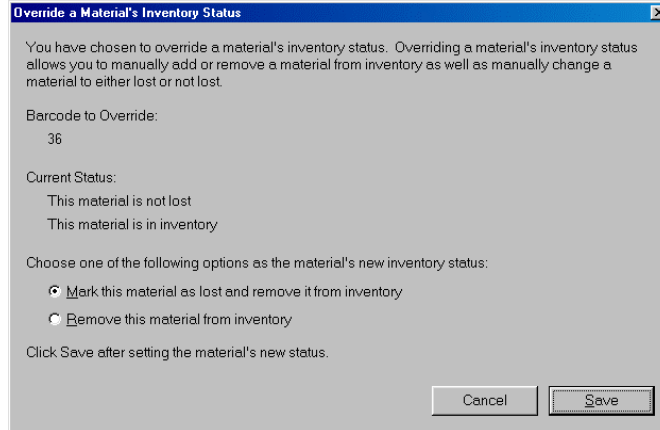 Override a Material's Inventory Status
You have chosen to override a material's inventory status. Overriding a material's inventory status
allows you to manually add or remove a material from inventory as well as manually change a
material to either lost or not lost.
Barcode to Override:
36
Current Status:
This material is not lost
This material is in inventory
Choose one of the following options as the material's new inventory status:
Mark this material as lost and remove it from inventory
Remove this material from inventory
Click Save after setting the material's new status.
Cancel
Save